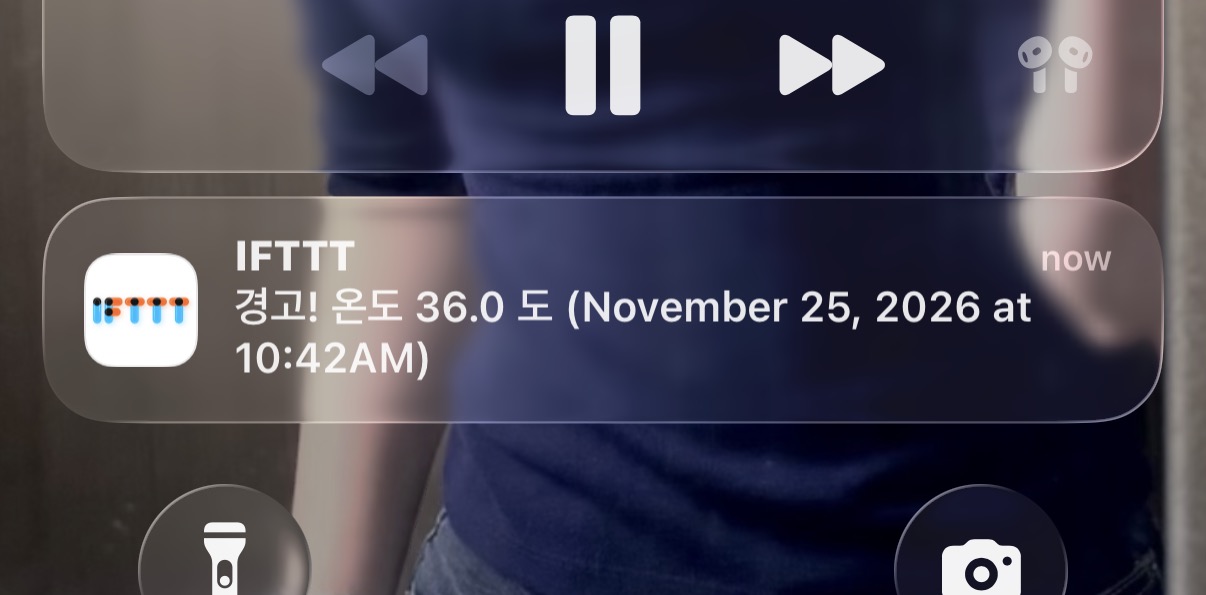 IFTTT
now
경고! 온도 36.0 도 (November 25, 2026 at
10:42AM)
IFTTT